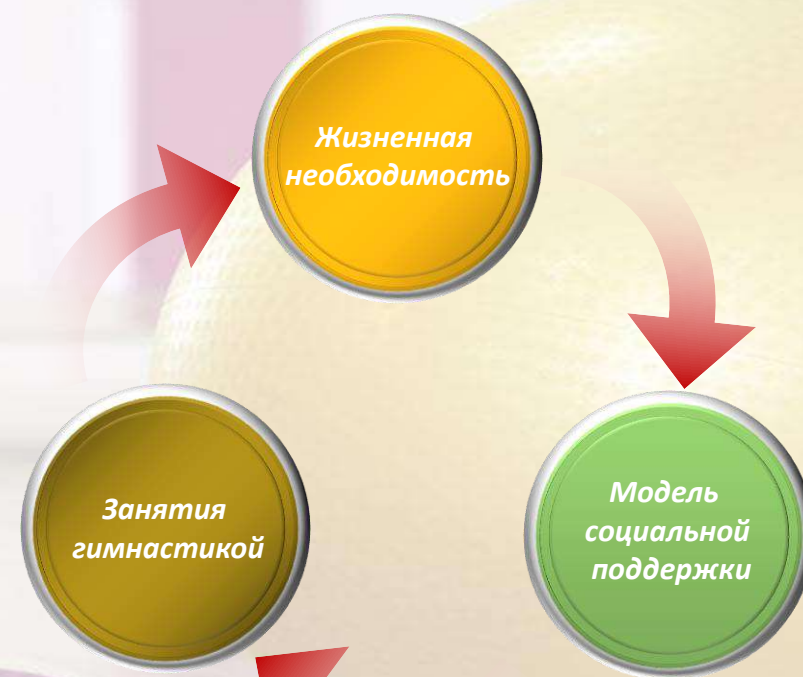 Жизненная
необходимость
Занятия
гимнастикой
Модель
социальной
поддержки